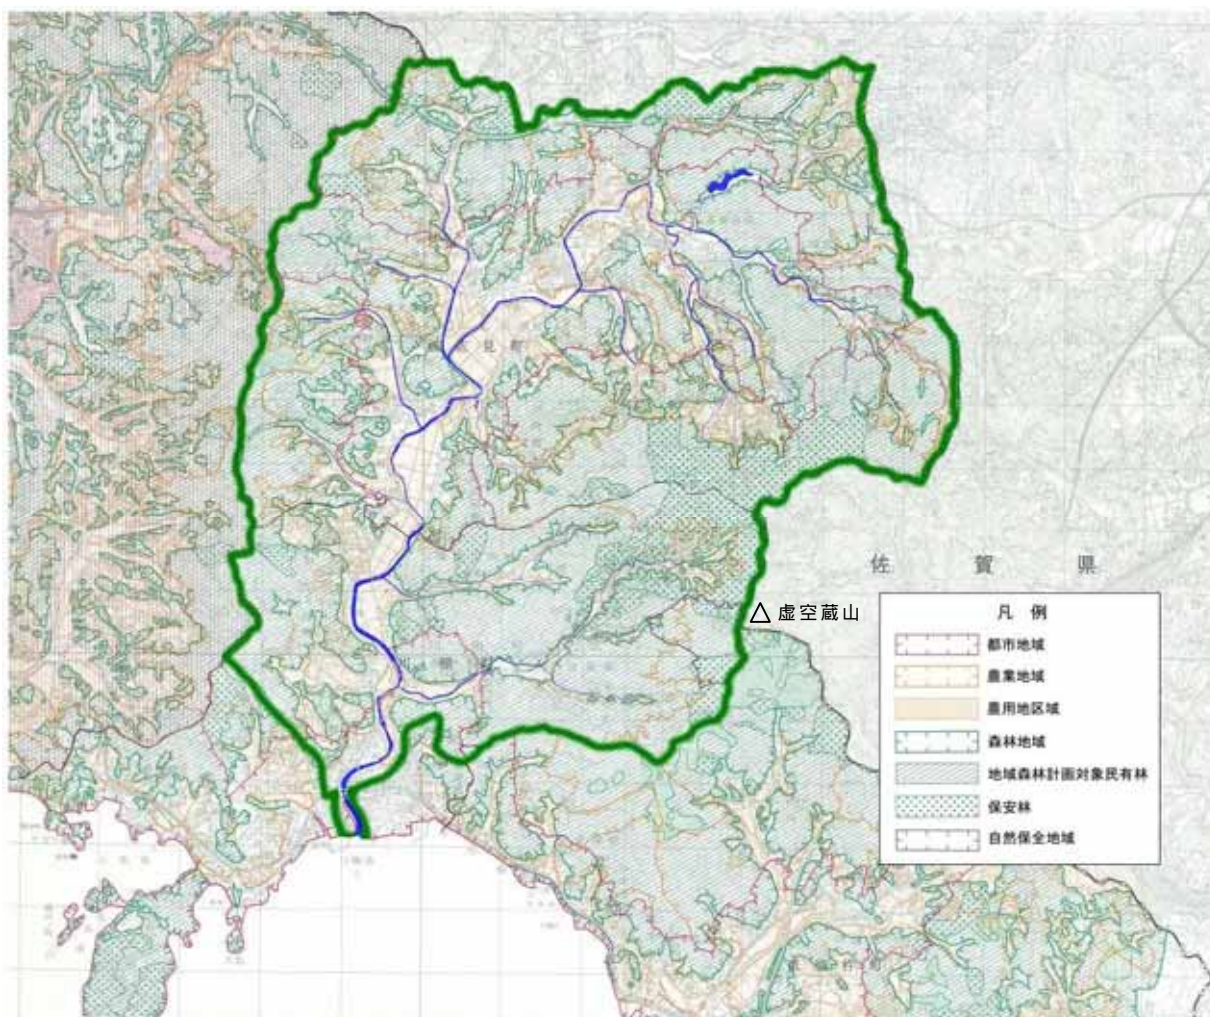 佐賀県
虚空蔵山
凡例
都市地域
農業地域
農用地区域
森林地域
地域森林計画対象民有林
保安林
自然保全地域